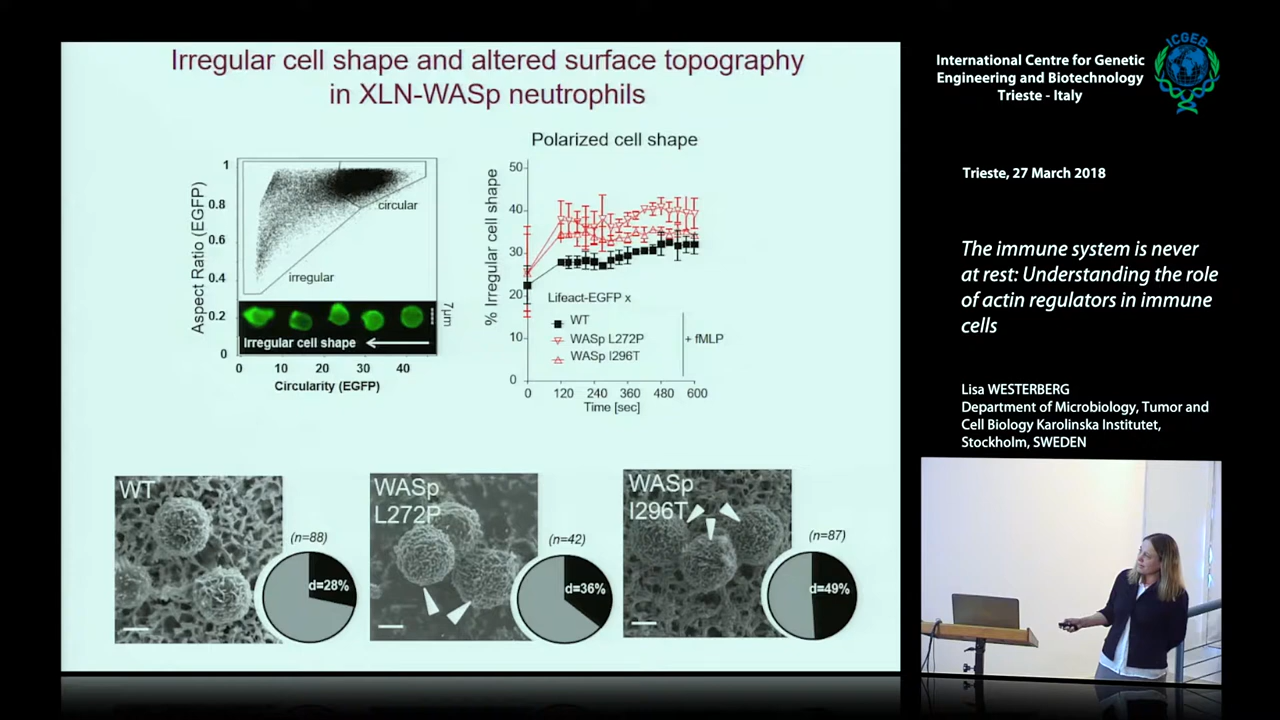 Irregular cell shape and altered surface topography
in XLN-WASp neutrophils
Aspect Ratio (EGFP)
1
0.8
0.6
0.4
0.2
0
circular
irregular
7μm
Irregular cell shape
0 10 20 30 40
Circularity (EGFP)
Polarized cell shape
% Irregular cell shape
50
40
30
20
10
0
Lifeact-EGFP x
WT
WASp L272P
WASp I296T
+ fMLP
0 120 240 360 480 600
Time [sec]
WT
(n=88)
d=28%
WASp
L272P
(n=42)
d=36%
WASp
I296T
(n=87)
d=49%
International Centre for Genetic
Engineering and Biotechnology
Trieste - Italy
ICGEB
Trieste, 27 March 2018
The immune system is never
at rest: Understanding the role
of actin regulators in immune
cells
Lisa WESTERBERG
Department of Microbiology, Tumor and
Cell Biology Karolinska Institutet,
Stockholm, SWEDEN